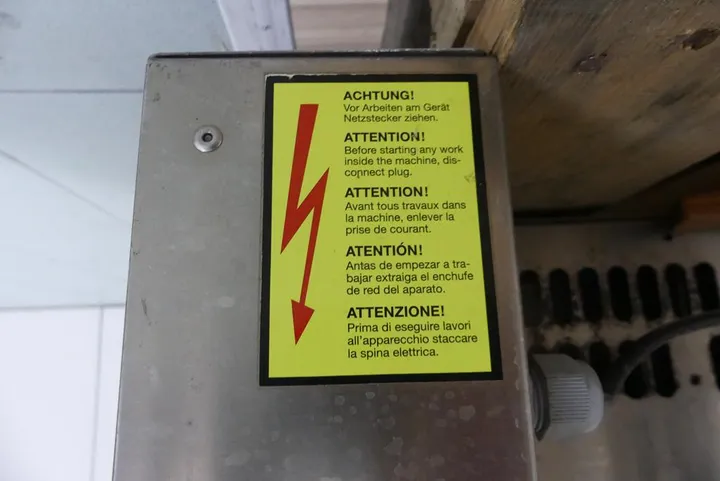 ACHTUNG!
Vor Arbeiten am Gerät
Netzstecker ziehen.
ATTENTION!
Before starting any work
inside the machine, dis-
connect plug.
ATTENTION!
Avant tous travaux dans
la machine, enlever la
prise de courant.
ATENTIÓN!
Antas de empezar a tra-
bajar extraiga el enchufe
de red del aparato.
ATTENZIONE!
Prima di eseguire lavori
all'apparecchio staccare
la spina elettrica.